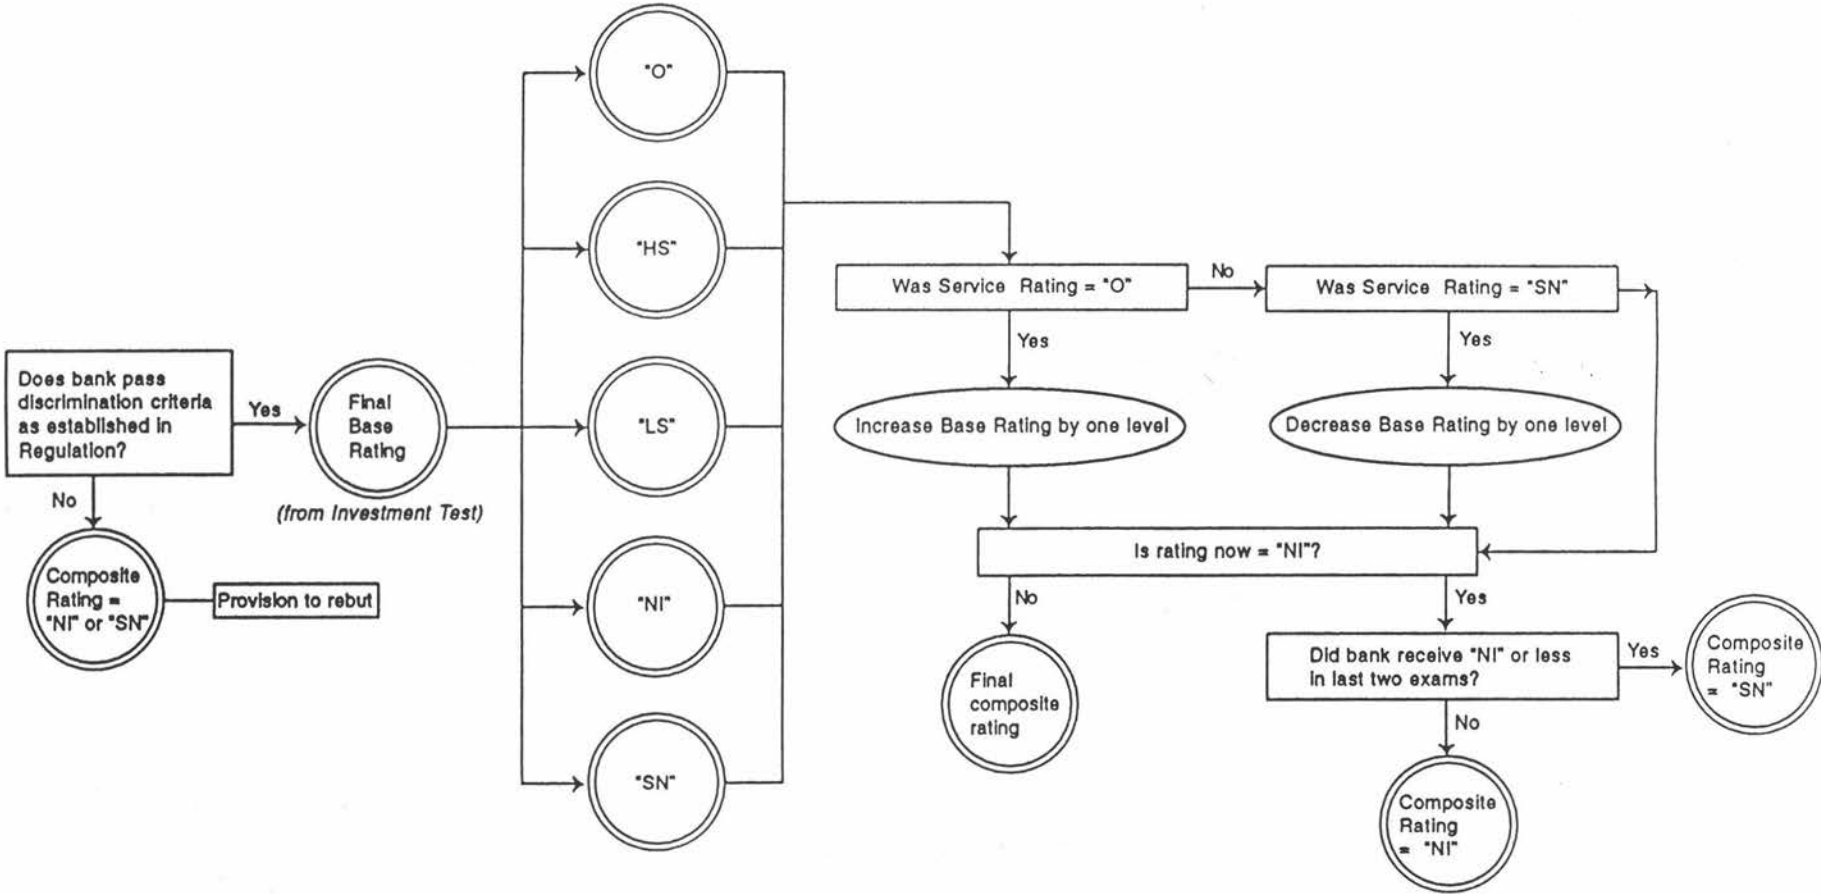 Does bank pass
discrimination criteria
as established in
Regulation?
Yes
No
Composite
Rating =
"NI" or "SN"
Provision to rebut
Final
Base
Rating
(from Investment Test)
"O"
"HS"
"LS"
"NI"
"SN"
Was Service Rating = "O"
No
Was Service Rating = "SN"
Yes
Yes
Increase Base Rating by one level
Decrease Base Rating by one level
Is rating now = "NI"?
No
Yes
Final
composite
rating
Did bank receive "NI" or less
in last two exams?
Yes
Composite
Rating
= "SN"
No
Composite
Rating
= "NI"